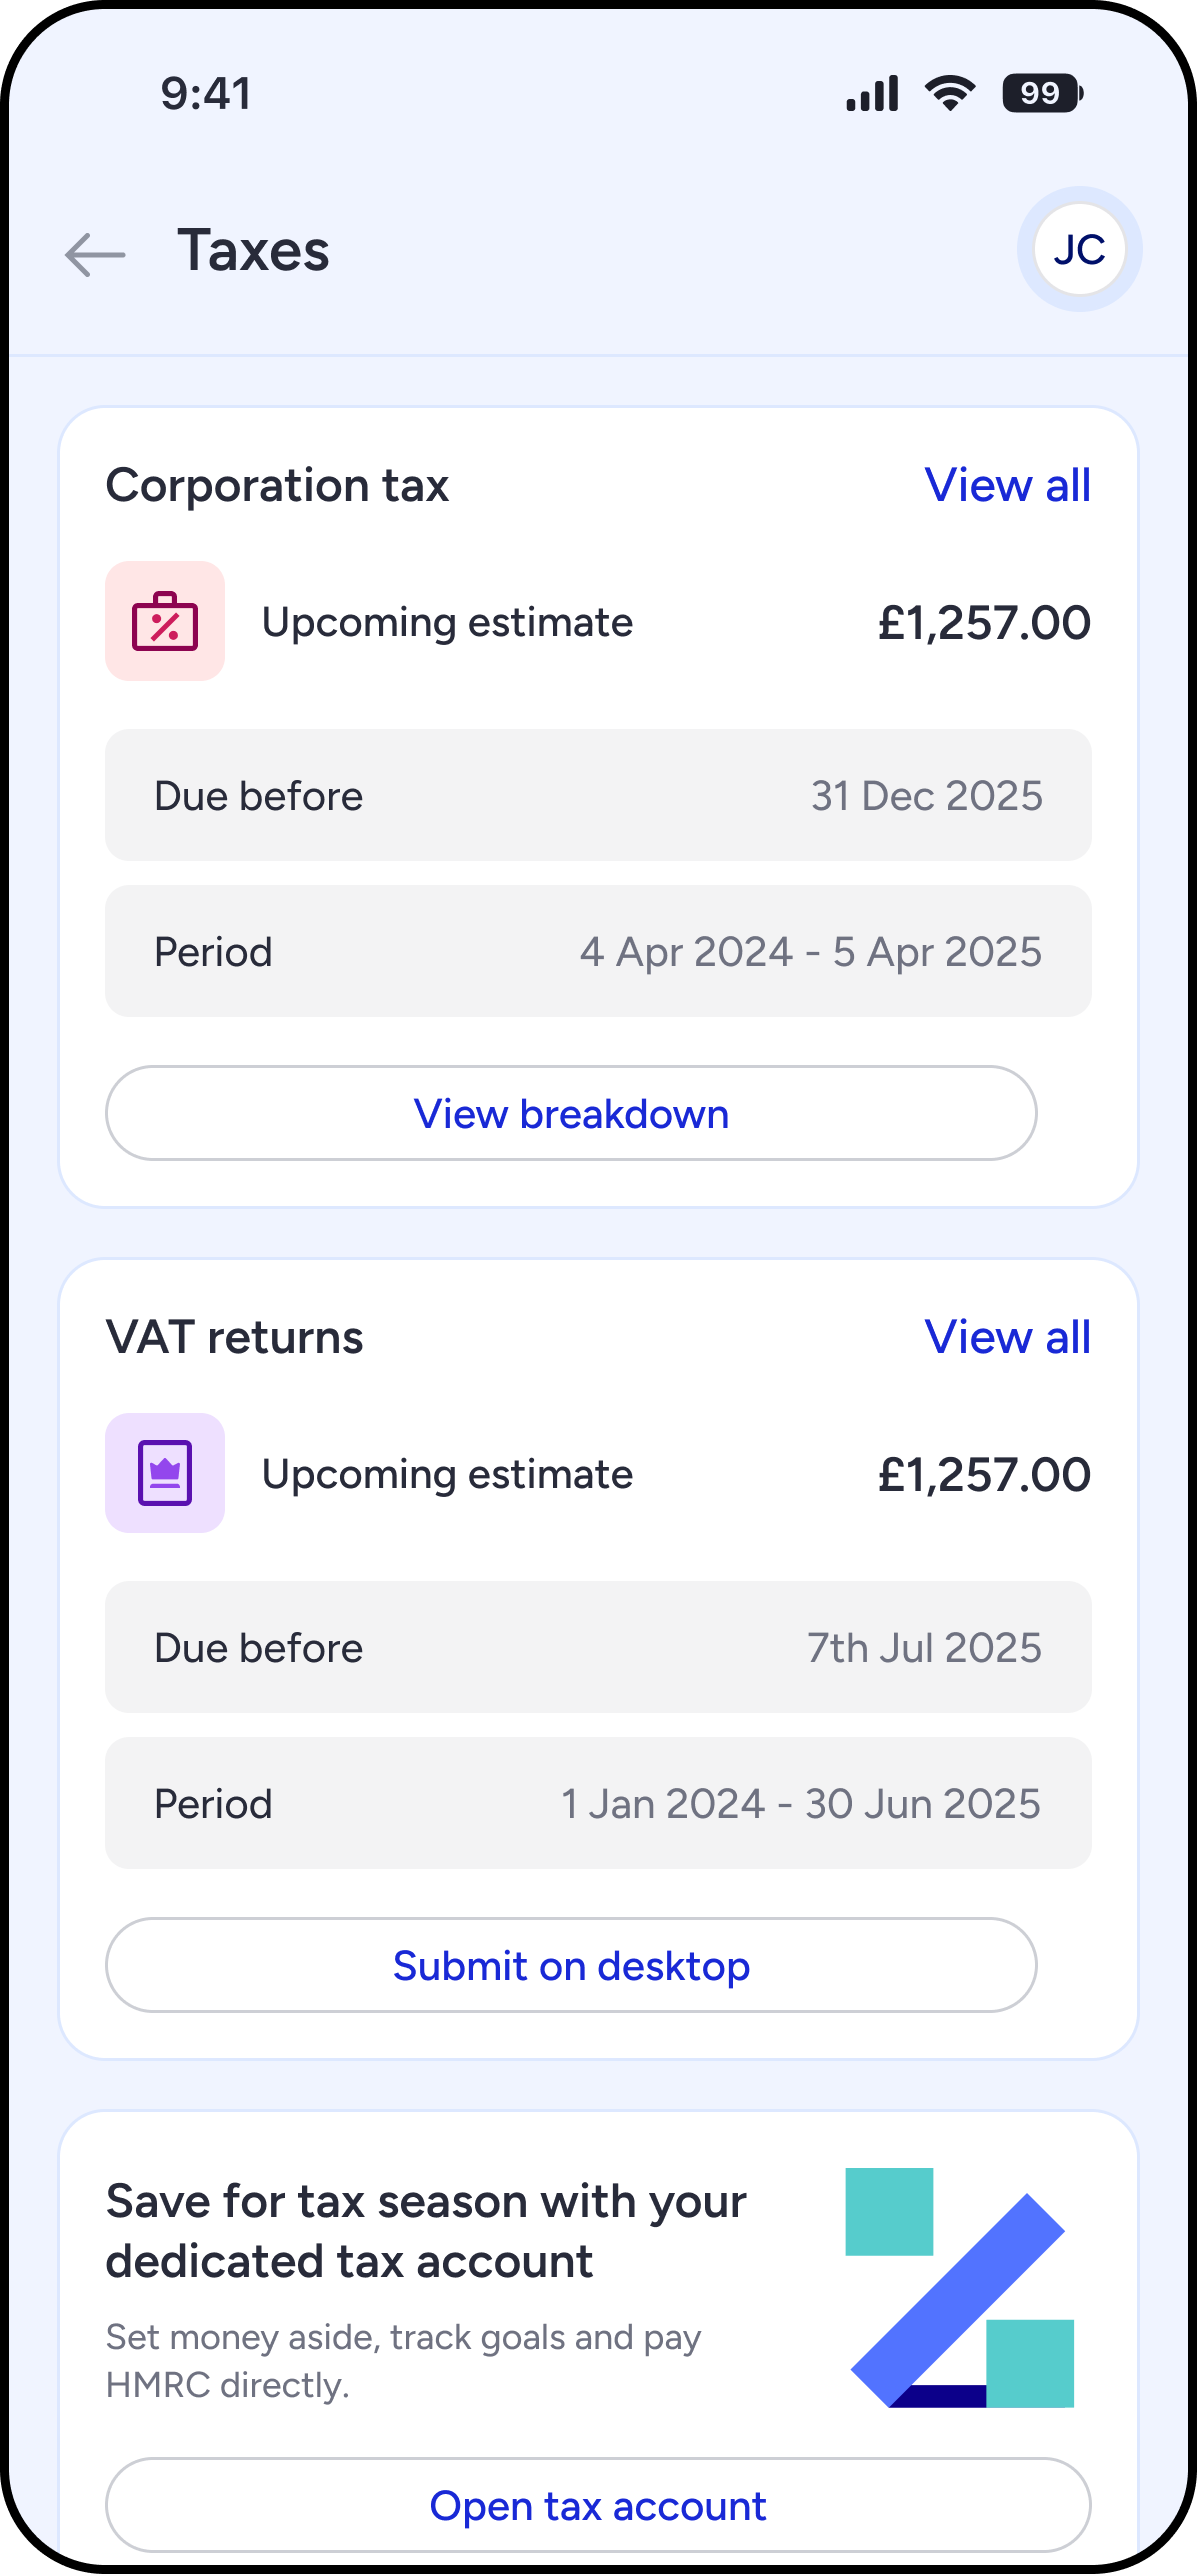 9:41
99
Taxes
JC
Corporation tax
View all
Upcoming estimate
£1,257.00
Due before
31 Dec 2025
Period
4 Apr 2024 - 5 Apr 2025
View breakdown
VAT returns
View all
Upcoming estimate
£1,257.00
Due before
7th Jul 2025
Period
1 Jan 2024 - 30 Jun 2025
Submit on desktop
Save for tax season with your
dedicated tax account
Set money aside, track goals and pay
HMRC directly.
Open tax account